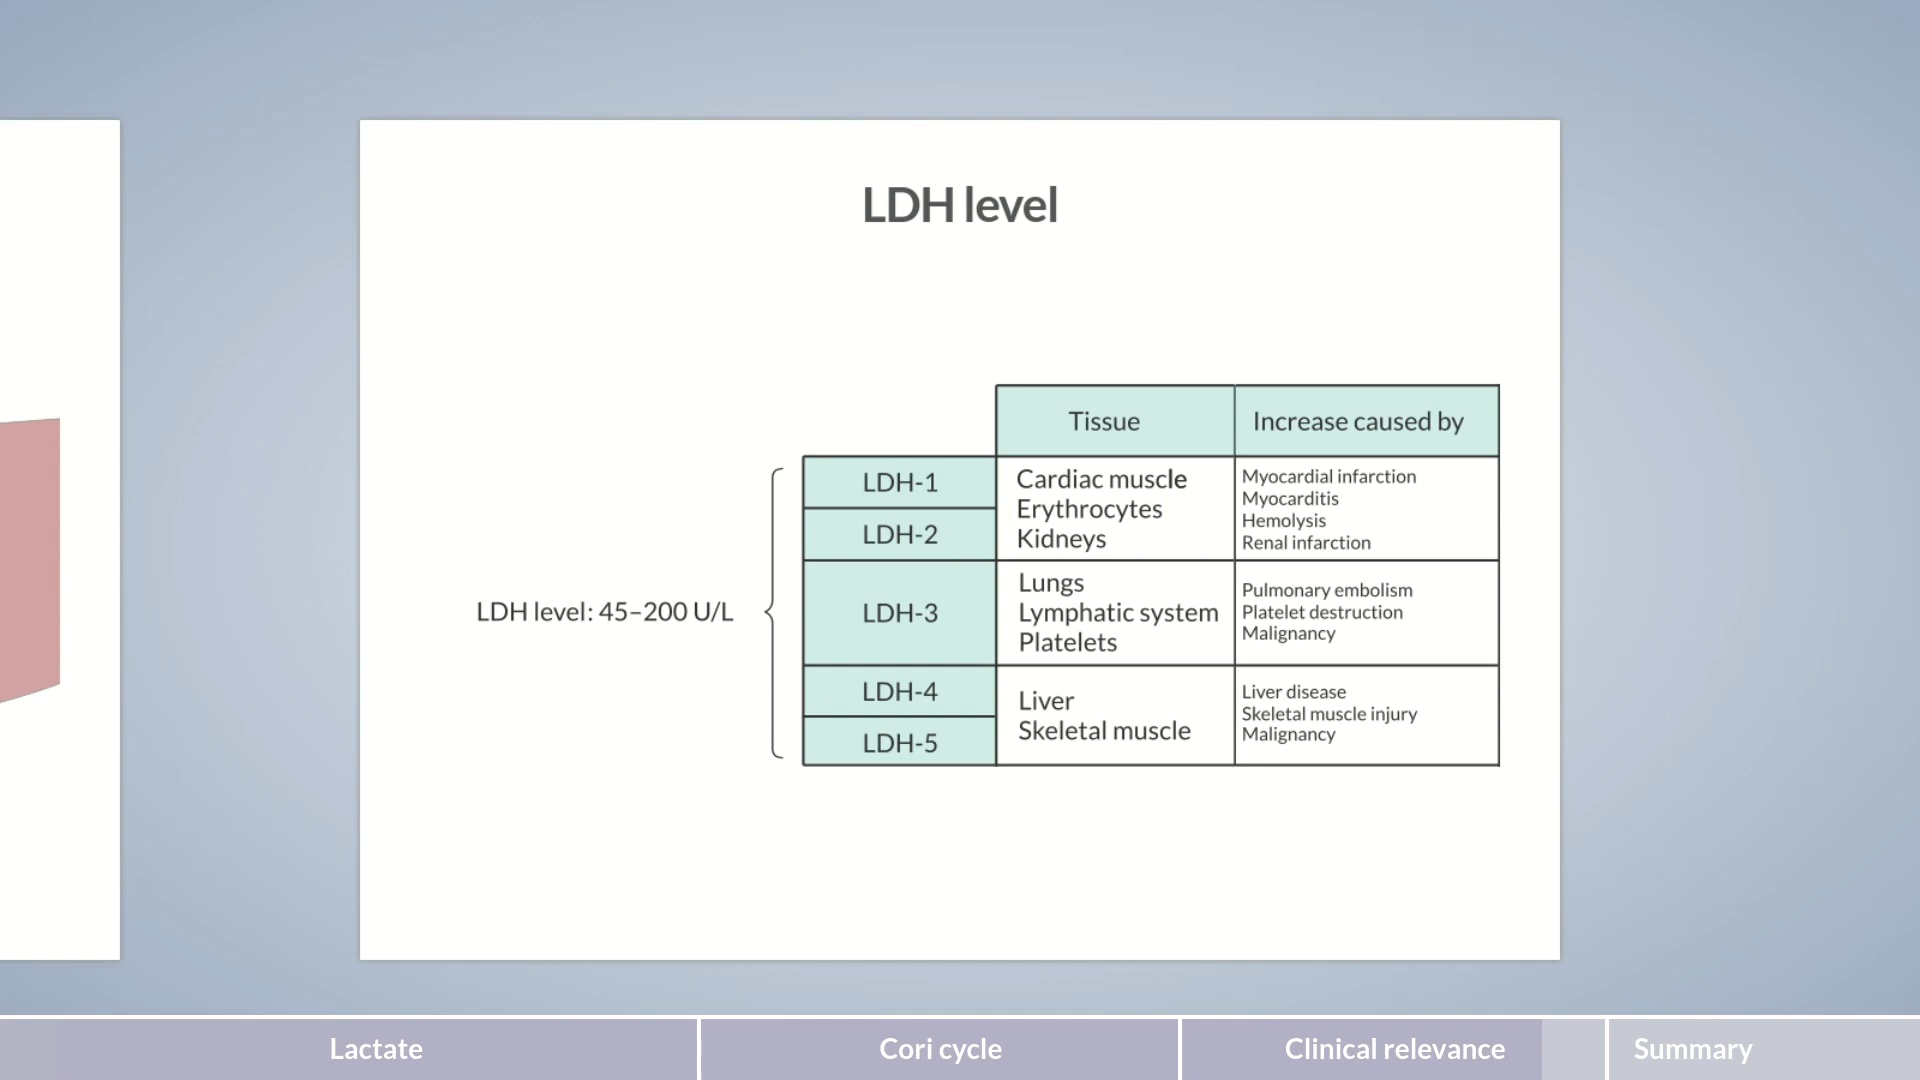 LDH level
Tissue
Increase caused by
LDH level: 45–200 U/L
LDH-1
LDH-2
Cardiac muscle
Erythrocytes
Kidneys
Myocardial infarction
Myocarditis
Hemolysis
Renal infarction
LDH-3
Lungs
Lymphatic system
Platelets
Pulmonary embolism
Platelet destruction
Malignancy
LDH-4
LDH-5
Liver
Skeletal muscle
Liver disease
Skeletal muscle injury
Malignancy
Lactate
Cori cycle
Clinical relevance
Summary